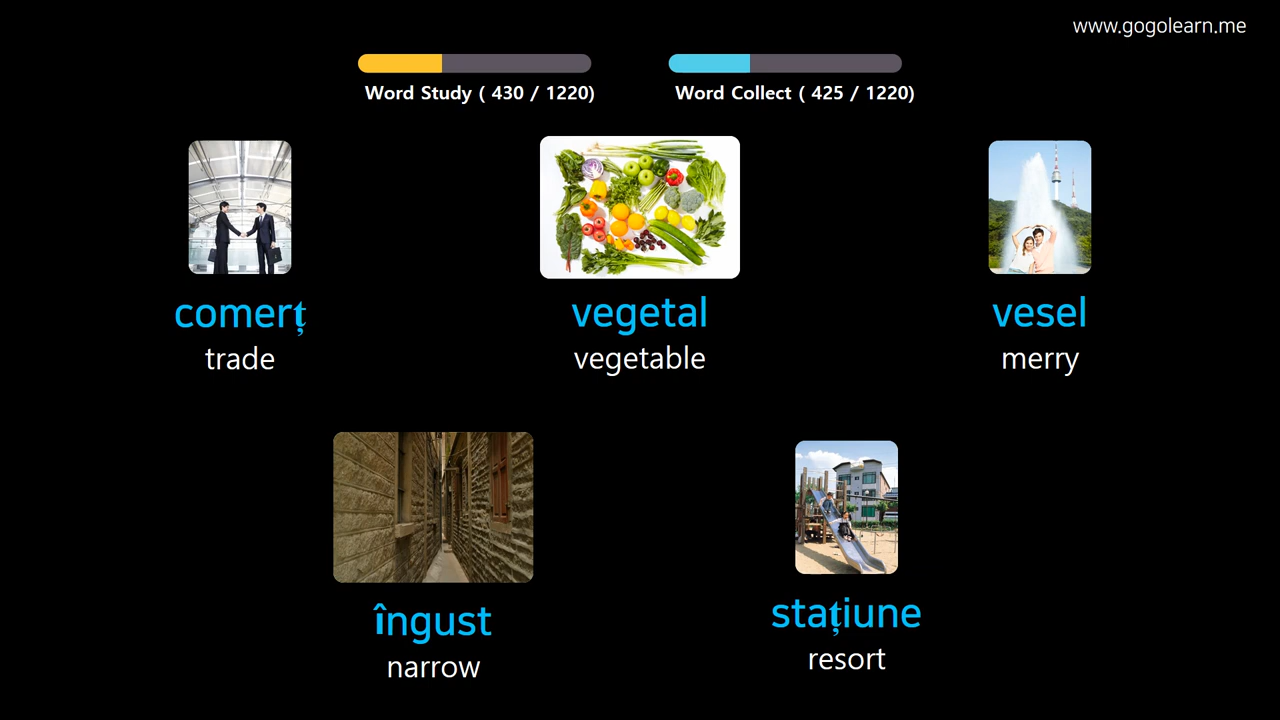 www.gogolearn.me
Word Study ( 430 / 1220)
Word Collect ( 425 / 1220)
comerț
trade
vegetal
vegetable
vesel
merry
îngust
narrow
stațiune
resort